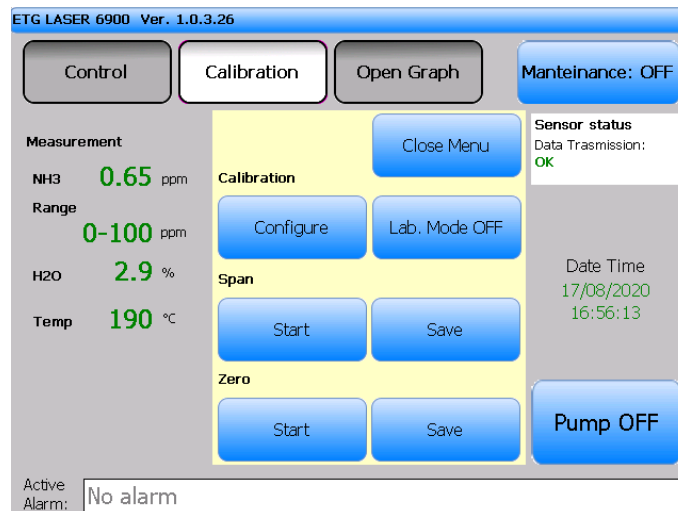 ETG LASER 6900 Ver. 1.0.3.26
Control
Calibration
Open Graph
Manteinance: OFF
Measurement
NH3 0.65 ppm
Range
0-100 ppm
H2O 2.9 %
Temp 190 °C
Close Menu
Calibration
Configure
Lab. Mode OFF
Span
Start
Save
Zero
Start
Save
Sensor status
Data Trasmission:
OK
Date Time
17/08/2020
16:56:13
Pump OFF
Active
Alarm:
No alarm